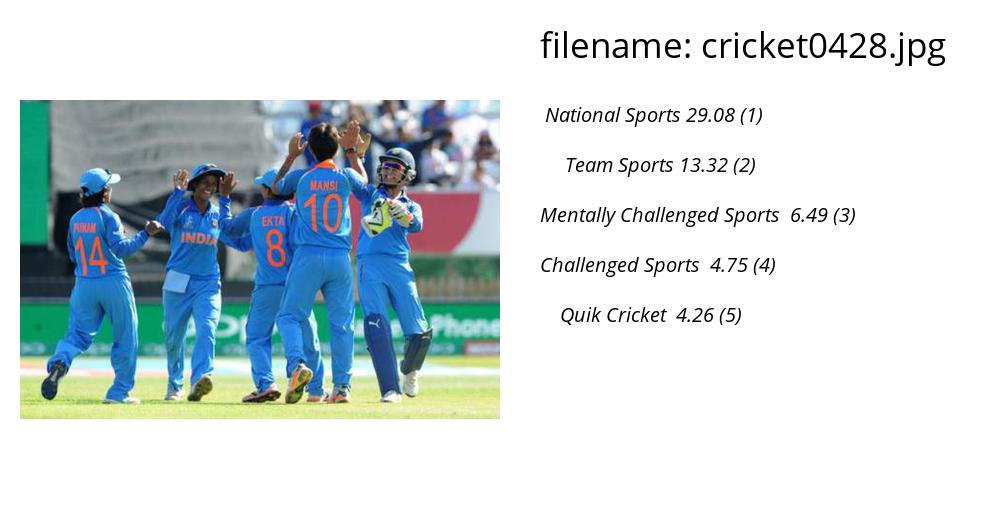 filename: cricket0428.jpg
National Sports 29.08 (1)
Team Sports 13.32 (2)
Mentally Challenged Sports 6.49 (3)
Challenged Sports 4.75 (4)
Quik Cricket 4.26 (5)
PUNAM
14
INDIA
EKTA
8
MANSI
10
Phone